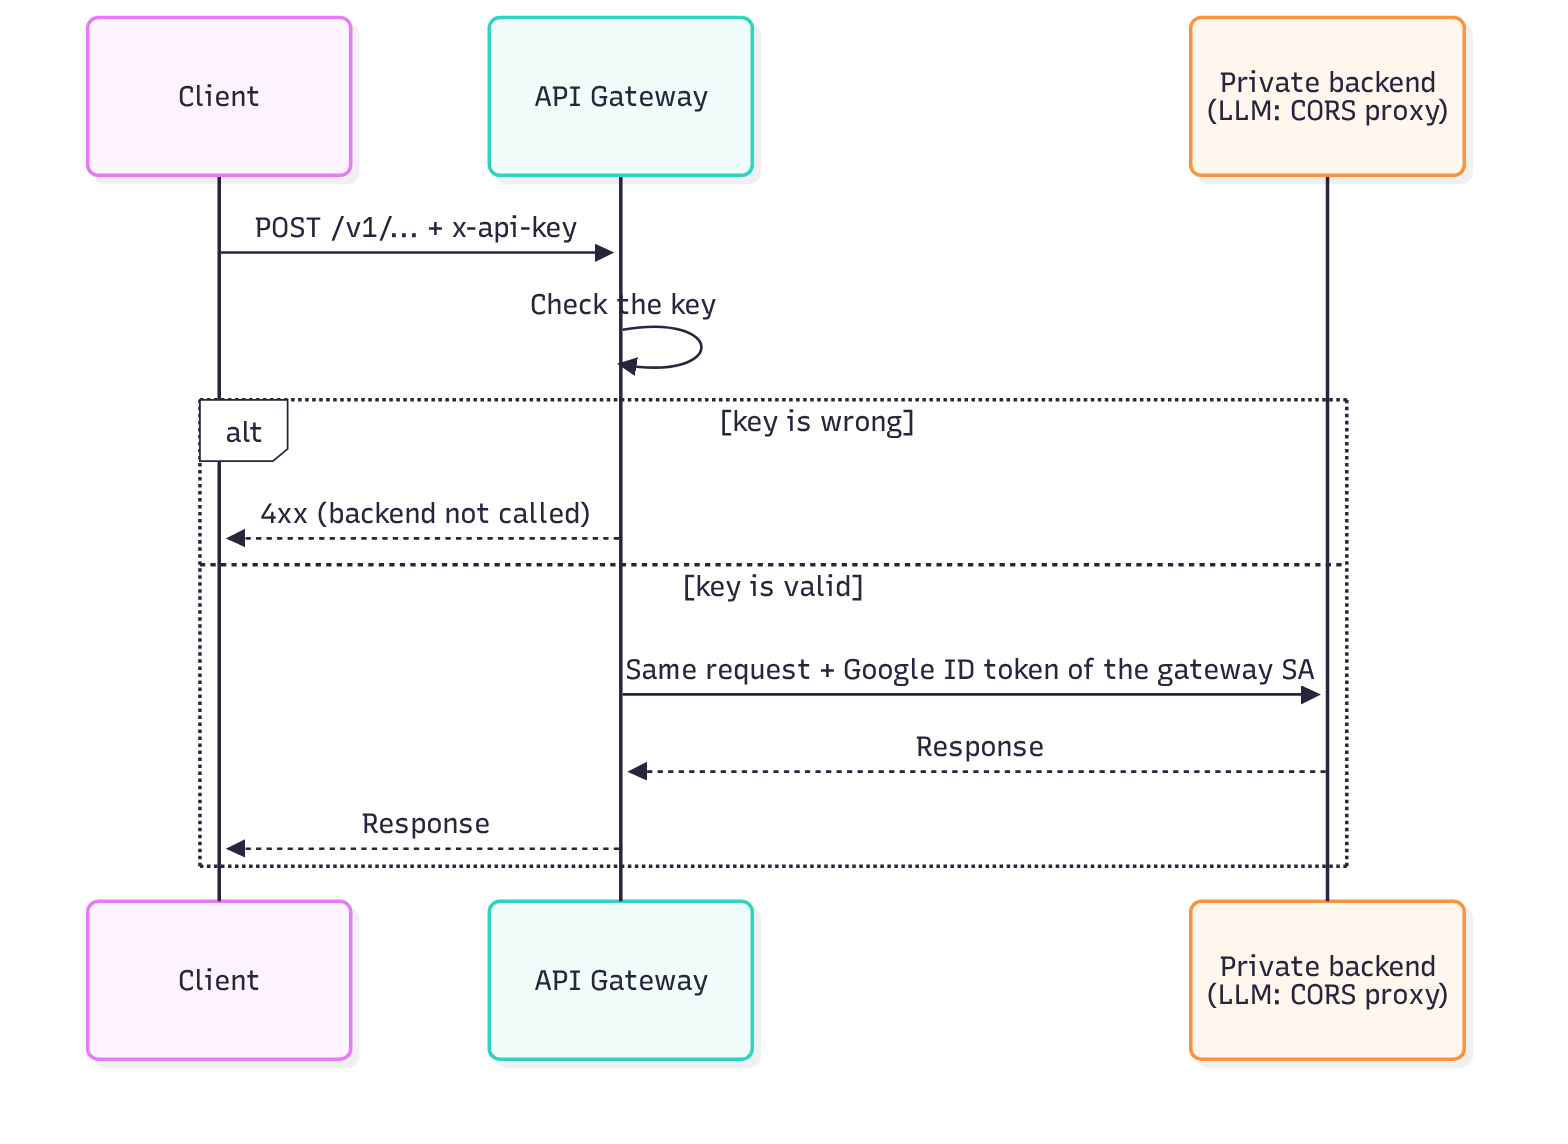 Client
API Gateway
Private backend
(LLM: CORS proxy)
POST /v1/... + x-api-key
Check the key
alt
[key is wrong]
4xx (backend not called)
[key is valid]
Same request + Google ID token of the gateway SA
Response
Response
Client
API Gateway
Private backend
(LLM: CORS proxy)